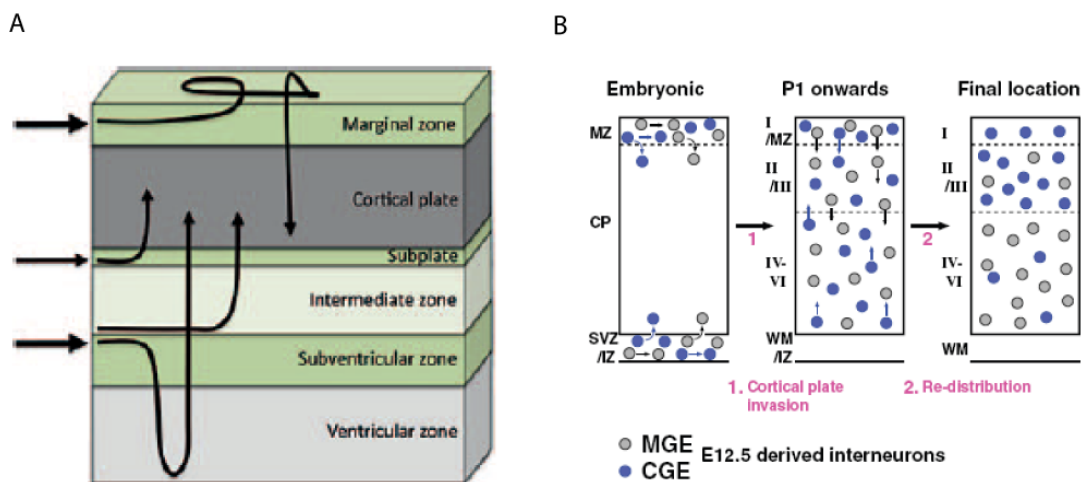 A
B
Marginal zone
Cortical plate
Subplate
Intermediate zone
Subventricular zone
Ventricular zone
Embryonic
P1 onwards
Final location
MZ
CP
SVZ
/IZ
1
I
/MZ
II
/III
IV-
VI
WM
/IZ
2
I
II
/III
IV-
VI
WM
1. Cortical plate
invasion
2. Re-distribution
MGE
CGE
E12.5 derived interneurons